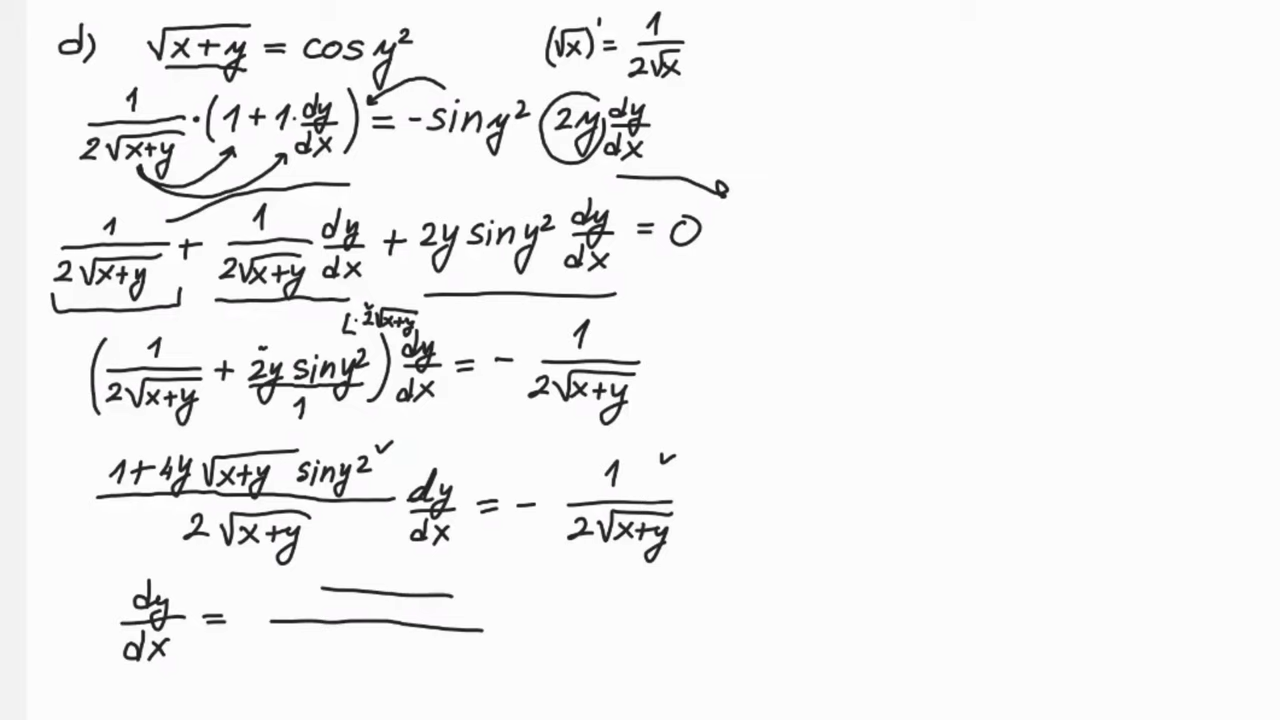 d) √(x+y) = cos y² (√x)' = 1/(2√x)
1/(2√(x+y)) · (1 + 1 · dy/dx) = - sin y² (2y) dy/dx
1/(2√(x+y)) + 1/(2√(x+y)) dy/dx + 2y sin y² dy/dx = 0
L · 2√(x+y)
(1/(2√(x+y)) + (2y sin y²)/1) dy/dx = - 1/(2√(x+y))
(1 + 4y √(x+y) sin y²)/(2√(x+y)) dy/dx = - 1/(2√(x+y))
dy/dx =